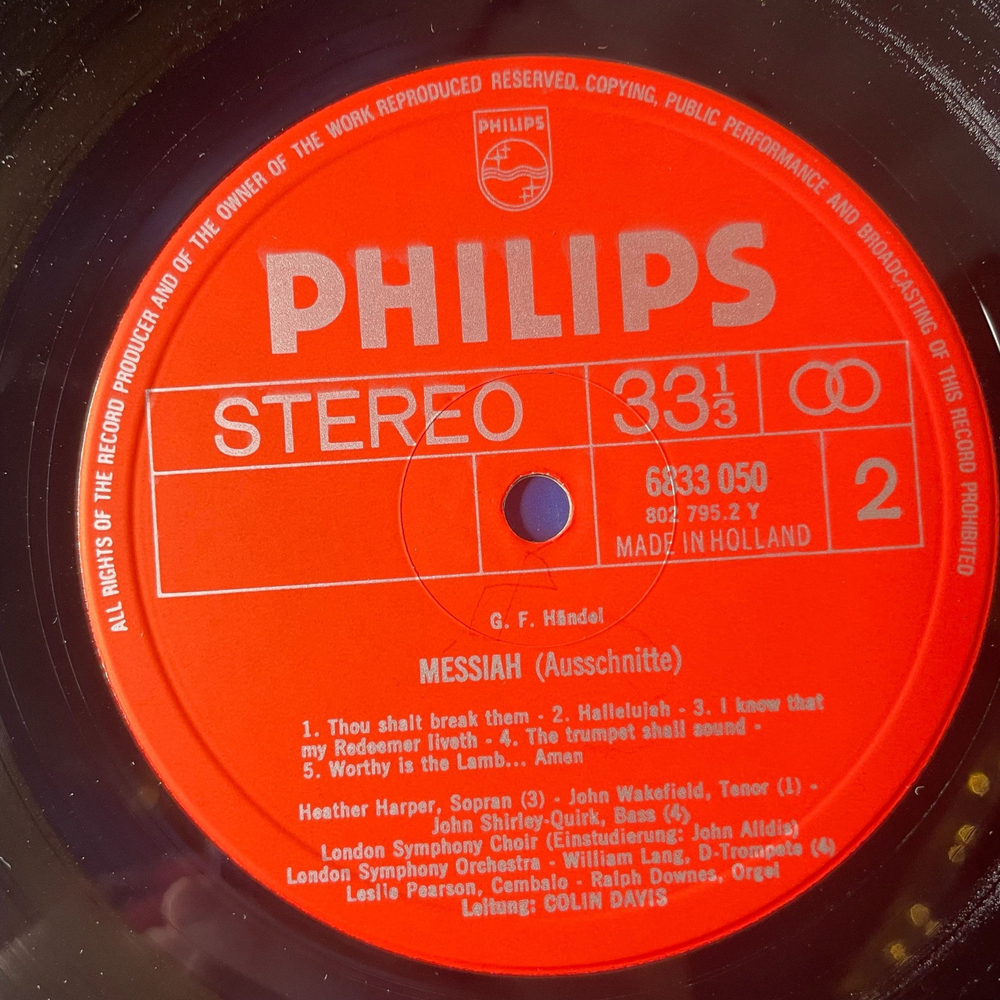 ALL RIGHTS OF THE RECORD PRODUCER AND OF THE OWNER OF THE WORK REPRODUCED RESERVED. COPYING, PUBLIC PERFORMANCE AND BROADCASTING OF THIS RECORD PROHIBITED
PHILIPS
PHILIPS
STEREO 33 1/3
6833 050 2
802 795.2 Y
MADE IN HOLLAND
G. F. Händel
MESSIAH (Ausschnitte)
1. Thou shalt break them - 2. Hallelujah - 3. I know that
my Redeemer liveth - 4. The trumpet shall sound -
5. Worthy is the Lamb... Amen
Heather Harper, Sopran (3) - John Wakefield, Tenor (1) -
John Shirley-Quirk, Bass (4)
London Symphony Choir (Einstudierung: John Alldis)
London Symphony Orchestra - William Lang, D-Trompete (4)
Leslie Pearson, Cembalo - Ralph Downes, Orgel
Leitung: COLIN DAVIS